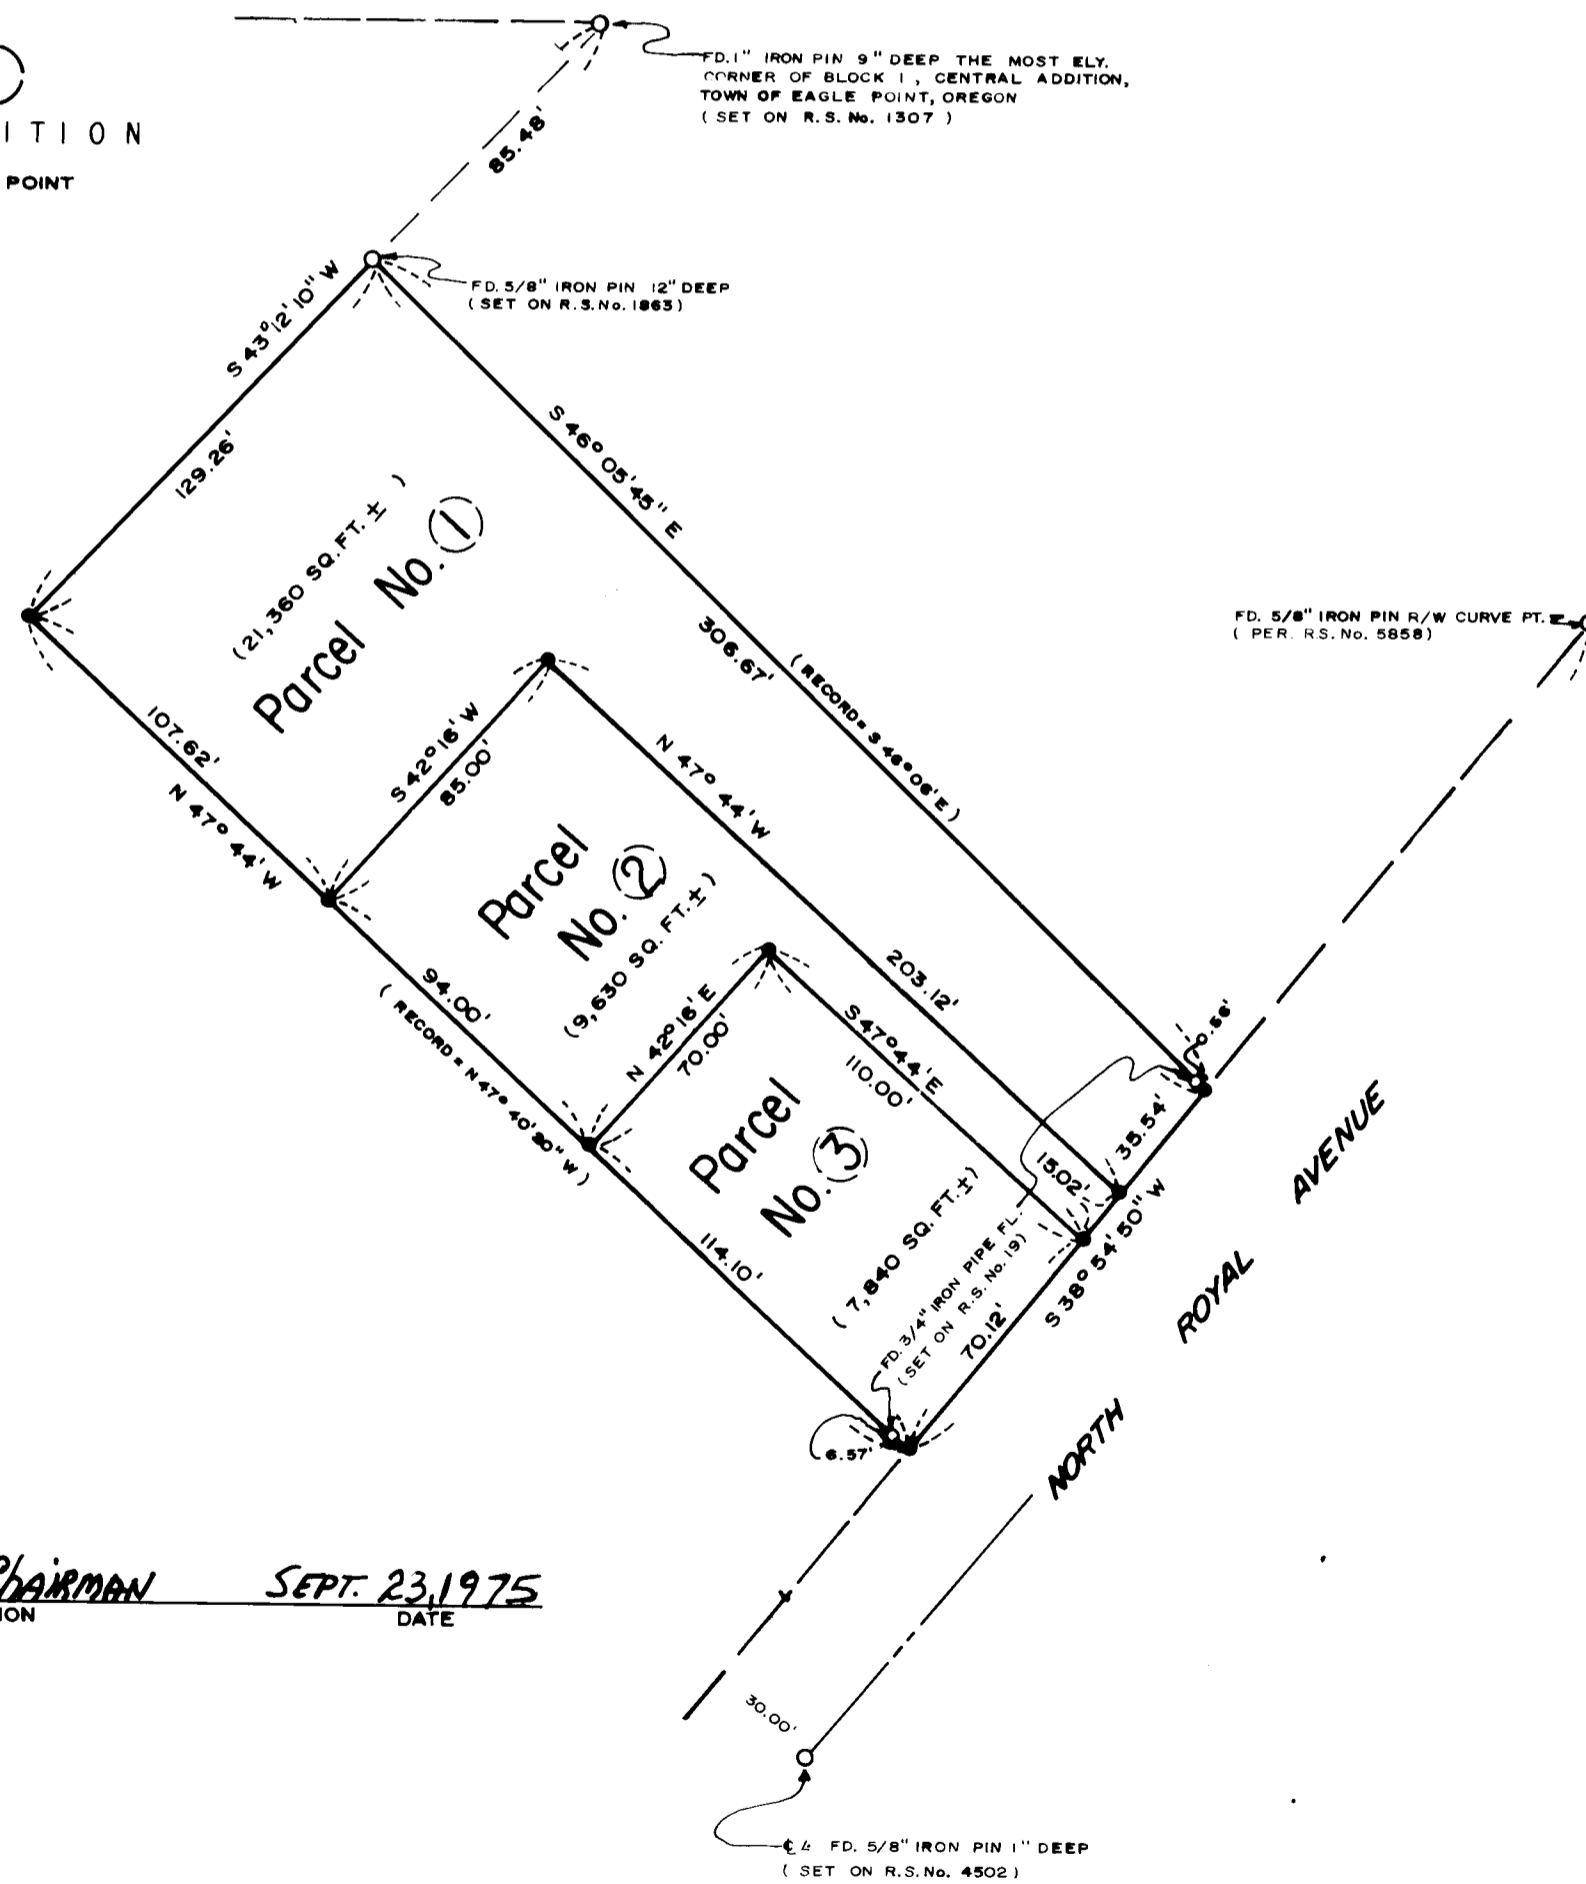 ITION
POINT
FD. 1" IRON PIN 9" DEEP THE MOST ELY.
CORNER OF BLOCK 1, CENTRAL ADDITION,
TOWN OF EAGLE POINT, OREGON
( SET ON R.S. No. 1307 )
85.48'
FD. 5/8" IRON PIN 12" DEEP
( SET ON R.S. No. 1863)
S 43° 12' 10" W
129.26'
S 46° 05' 45" E
306.67'
( RECORD = S 46° 06' E )
(21,360 SQ. FT. ± )
Parcel No. 1
FD. 5/8" IRON PIN R/W CURVE PT.
( PER. R.S. No. 5858)
107.62'
N 47° 44' W
S 42° 16' W
85.00'
N 47° 44' W
203.12'
Parcel
No. 2
(9,630 SQ. FT. ±)
94.00'
( RECORD = N 47° 40' 20" W )
N 42° 16' E
70.00'
S 47° 44' E
110.00'
0.56'
35.54'
15.02'
Parcel
No. 3
( 7,840 SQ. FT. ±)
114.10'
FD. 3/4" IRON PIPE FL.
(SET ON R.S. No. 19)
70.12'
S 38° 54' 50" W
6.57'
NORTH ROYAL AVENUE
ChAIRMAN SEPT. 23, 1975
ION DATE
30.00'
℄ FD. 5/8" IRON PIN 1" DEEP
( SET ON R.S. No. 4502 )